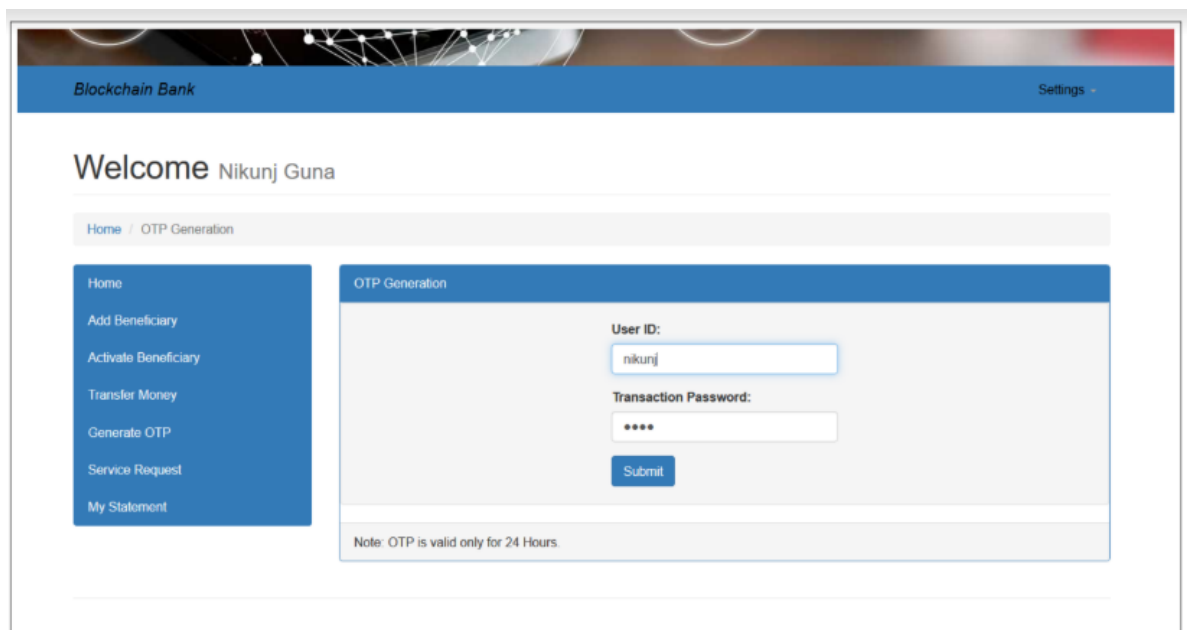 Blockchain Bank
Settings
Welcome Nikunj Guna
Home / OTP Generation
Home
Add Beneficiary
Activate Beneficiary
Transfer Money
Generate OTP
Service Request
My Statement
OTP Generation
User ID:
nikunj
Transaction Password:
••••
Submit
Note: OTP is valid only for 24 Hours.